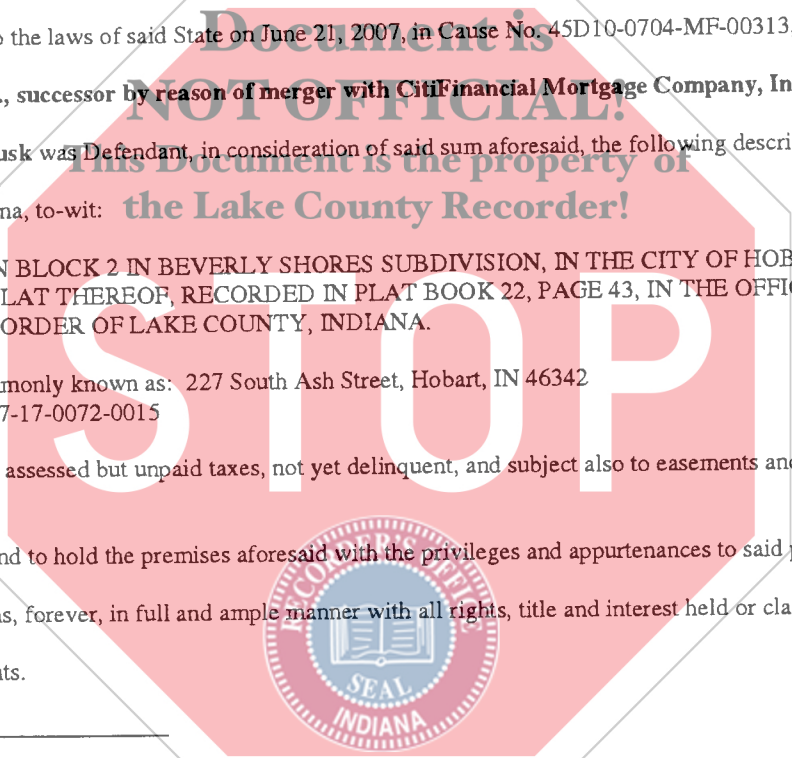 o the laws of said State on June 21, 2007, in Cause No. 45D10-0704-MF-00313
Document is
., successor by reason of merger with CitiFinancial Mortgage Company, In
NOT OFFICIAL!
usk was Defendant, in consideration of said sum aforesaid, the following descri
This Document is the property of
na, to-wit:
the Lake County Recorder!
N BLOCK 2 IN BEVERLY SHORES SUBDIVISION, IN THE CITY OF HOB
LAT THEREOF, RECORDED IN PLAT BOOK 22, PAGE 43, IN THE OFFIC
ORDER OF LAKE COUNTY, INDIANA.
monly known as: 227 South Ash Street, Hobart, IN 46342
7-17-0072-0015
STOP
assessed but unpaid taxes, not yet delinquent, and subject also to easements and
nd to hold the premises aforesaid with the privileges and appurtenances to said p
ns, forever, in full and ample manner with all rights, title and interest held or cla
nts.
RECORDER'S OFFICE
SEAL
INDIANA